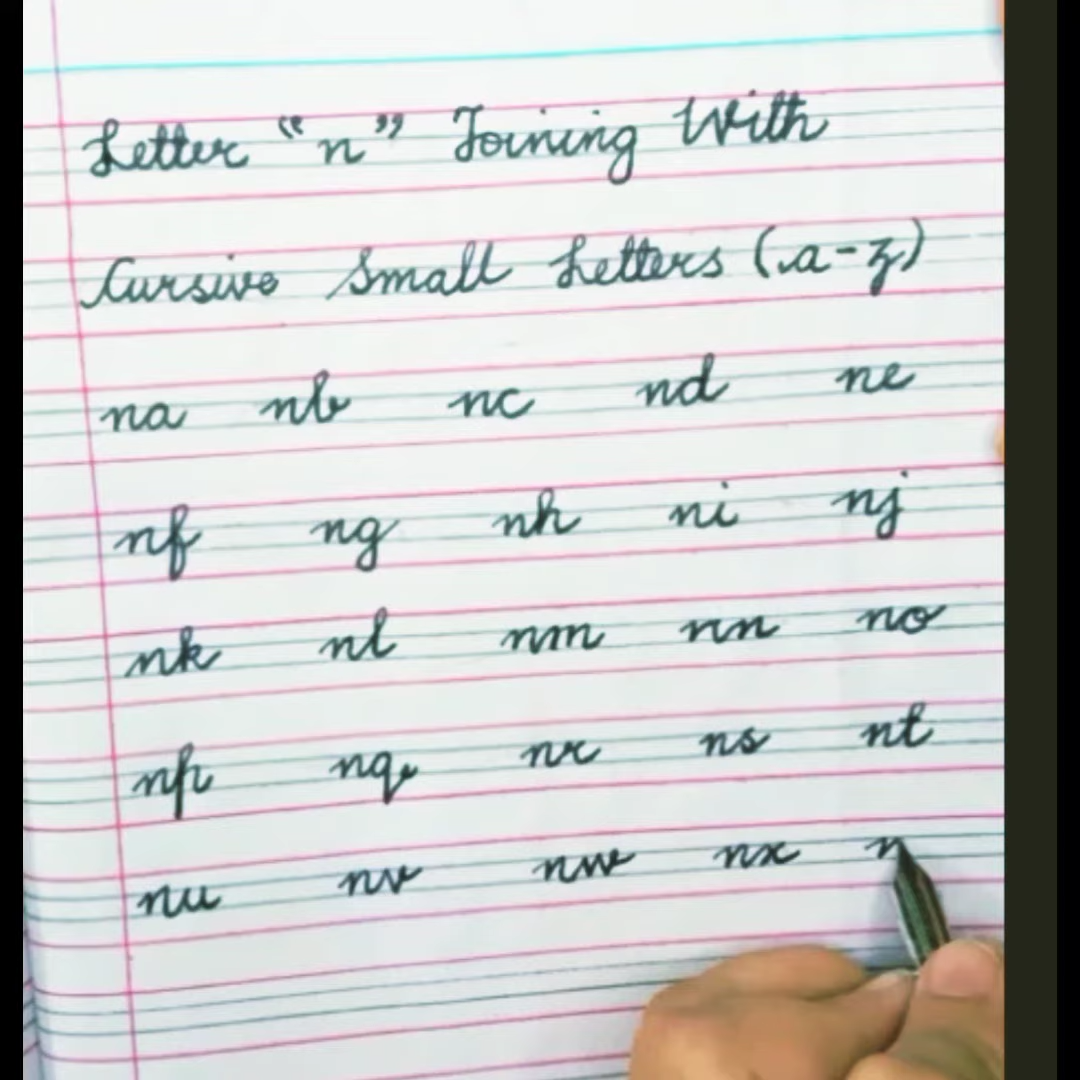 Letter "n" Joining With
Cursive Small Letters (a-z)
na nb nc nd ne
nf ng nh ni nj
nk nl nm nn no
np nq nr ns nt
nu nv nw nx n